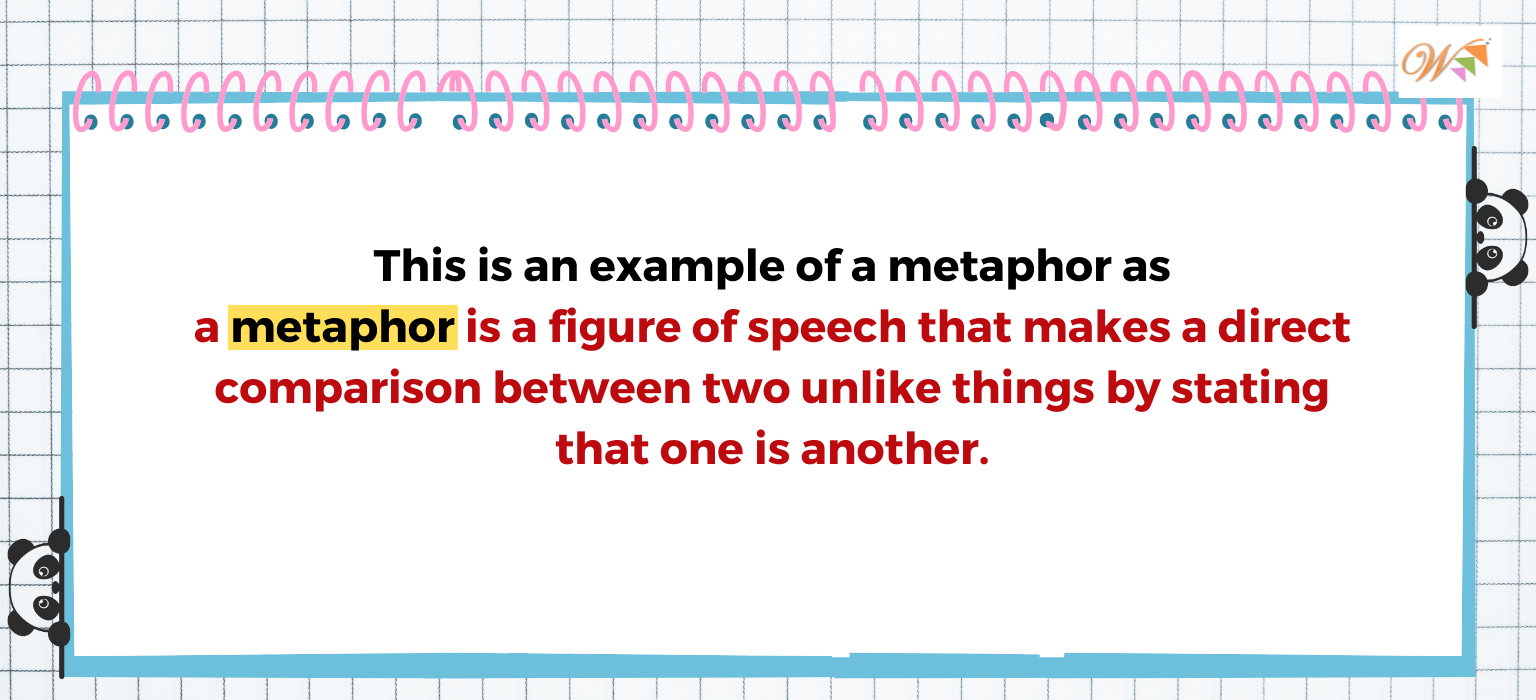 W
This is an example of a metaphor as
a metaphor is a figure of speech that makes a direct
comparison between two unlike things by stating
that one is another.